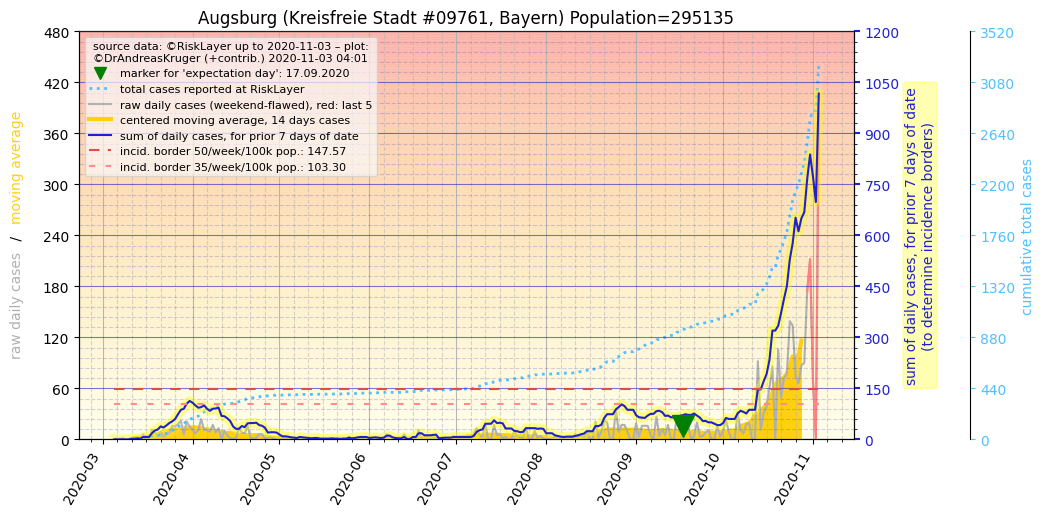 Augsburg (Kreisfreie Stadt #09761, Bayern) Population=295135
source data: ©RiskLayer up to 2020-11-03 – plot:
©DrAndreasKruger (+contrib.) 2020-11-03 04:01
marker for 'expectation day': 17.09.2020
total cases reported at RiskLayer
raw daily cases (weekend-flawed), red: last 5
centered moving average, 14 days cases
sum of daily cases, for prior 7 days of date
incid. border 50/week/100k pop.: 147.57
incid. border 35/week/100k pop.: 103.30
raw daily cases / moving average
480
420
360
300
240
180
120
60
0
1200
1050
900
750
600
450
300
150
0
sum of daily cases, for prior 7 days of date
(to determine incidence borders)
3520
3080
2640
2200
1760
1320
880
440
0
cumulative total cases
2020-03
2020-04
2020-05
2020-06
2020-07
2020-08
2020-09
2020-10
2020-11